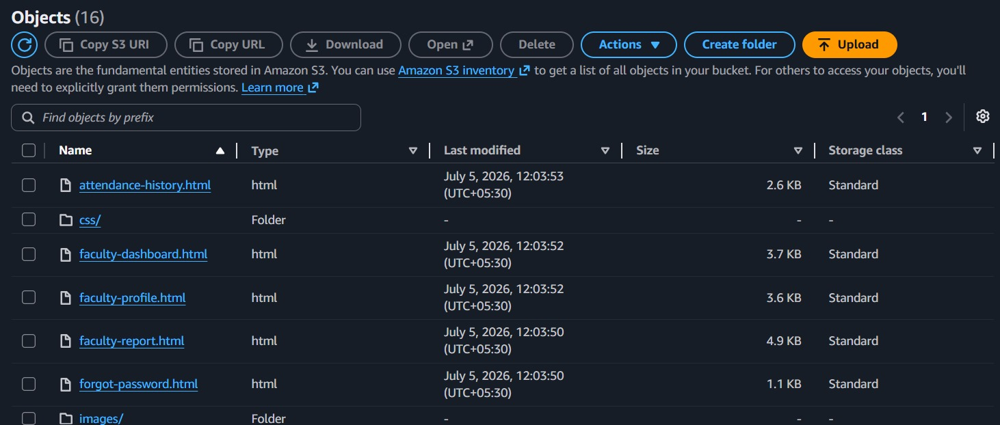 Objects (16)
Copy S3 URI Copy URL Download Open Delete Actions Create folder Upload
Objects are the fundamental entities stored in Amazon S3. You can use Amazon S3 inventory to get a list of all objects in your bucket. For others to access your objects, you'll
need to explicitly grant them permissions. Learn more
Find objects by prefix 1
Name Type Last modified Size Storage class
attendance-history.html html July 5, 2026, 12:03:53 (UTC+05:30) 2.6 KB Standard
css/ Folder - - -
faculty-dashboard.html html July 5, 2026, 12:03:52 (UTC+05:30) 3.7 KB Standard
faculty-profile.html html July 5, 2026, 12:03:52 (UTC+05:30) 3.6 KB Standard
faculty-report.html html July 5, 2026, 12:03:50 (UTC+05:30) 4.9 KB Standard
forgot-password.html html July 5, 2026, 12:03:50 (UTC+05:30) 1.1 KB Standard
images/ Folder - - -